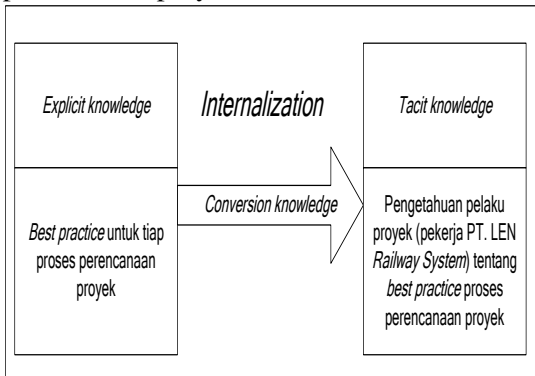 Explicit knowledge
Internalization
Tacit knowledge
Conversion knowledge
Best practice untuk tiap
proses perencanaan
proyek
Pengetahuan pelaku
proyek (pekerja PT. LEN
Railway System) tentang
best practice proses
perencanaan proyek